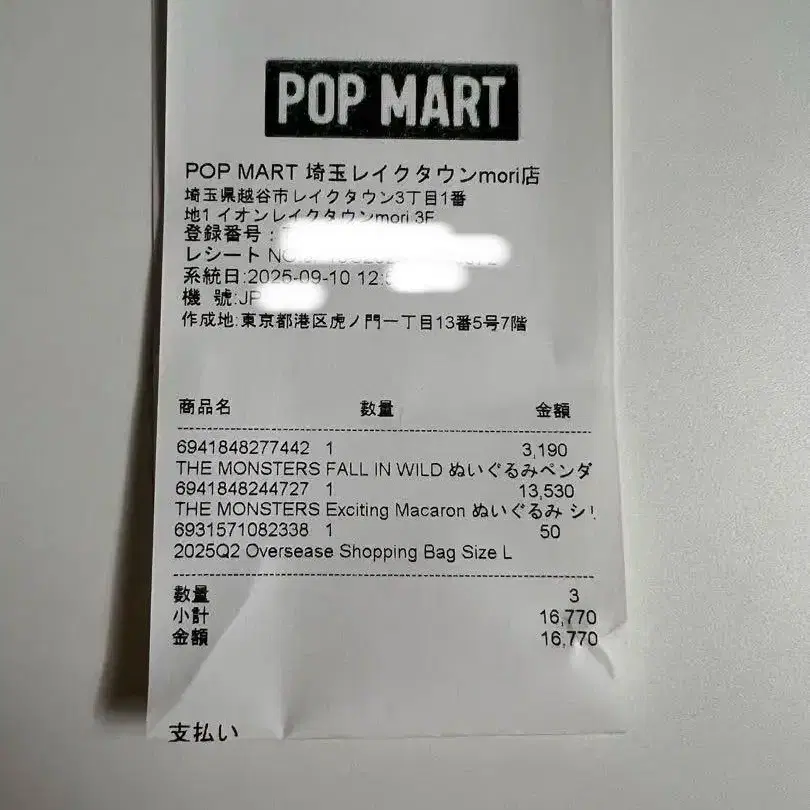 POP MART
POP MART 埼玉レイクタウンmori店
埼玉県越谷市レイクタウン3丁目1番
地1 イオンレイクタウンmori 3F
登録番号:
レシート
系統日:2025-09-10 12:
機 號:JP
作成地:東京都港区虎ノ門一丁目13番5号7階
商品名 数量 金額
6941848277442 1 3,190
THE MONSTERS FALL IN WILD ぬいぐるみペンダ
6941848244727 1 13,530
THE MONSTERS Exciting Macaron ぬいぐるみ シ
6931571082338 1 50
2025Q2 Oversease Shopping Bag Size L
数量 3
小計 16,770
金額 16,770
支払い